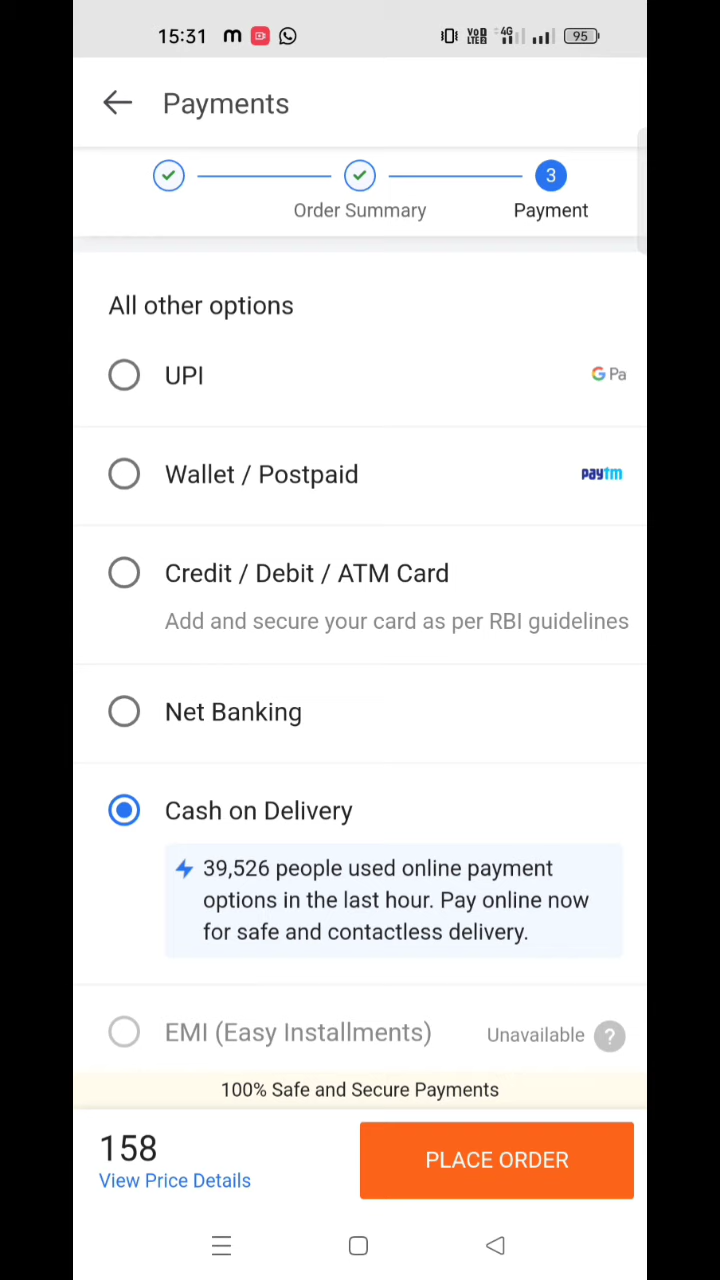 15:31 m VoD LTE2 4G 95
Payments
3
Order Summary Payment
All other options
UPI G Pa
Wallet / Postpaid paytm
Credit / Debit / ATM Card
Add and secure your card as per RBI guidelines
Net Banking
Cash on Delivery
39,526 people used online payment
options in the last hour. Pay online now
for safe and contactless delivery.
EMI (Easy Installments) Unavailable ?
100% Safe and Secure Payments
158
View Price Details
PLACE ORDER